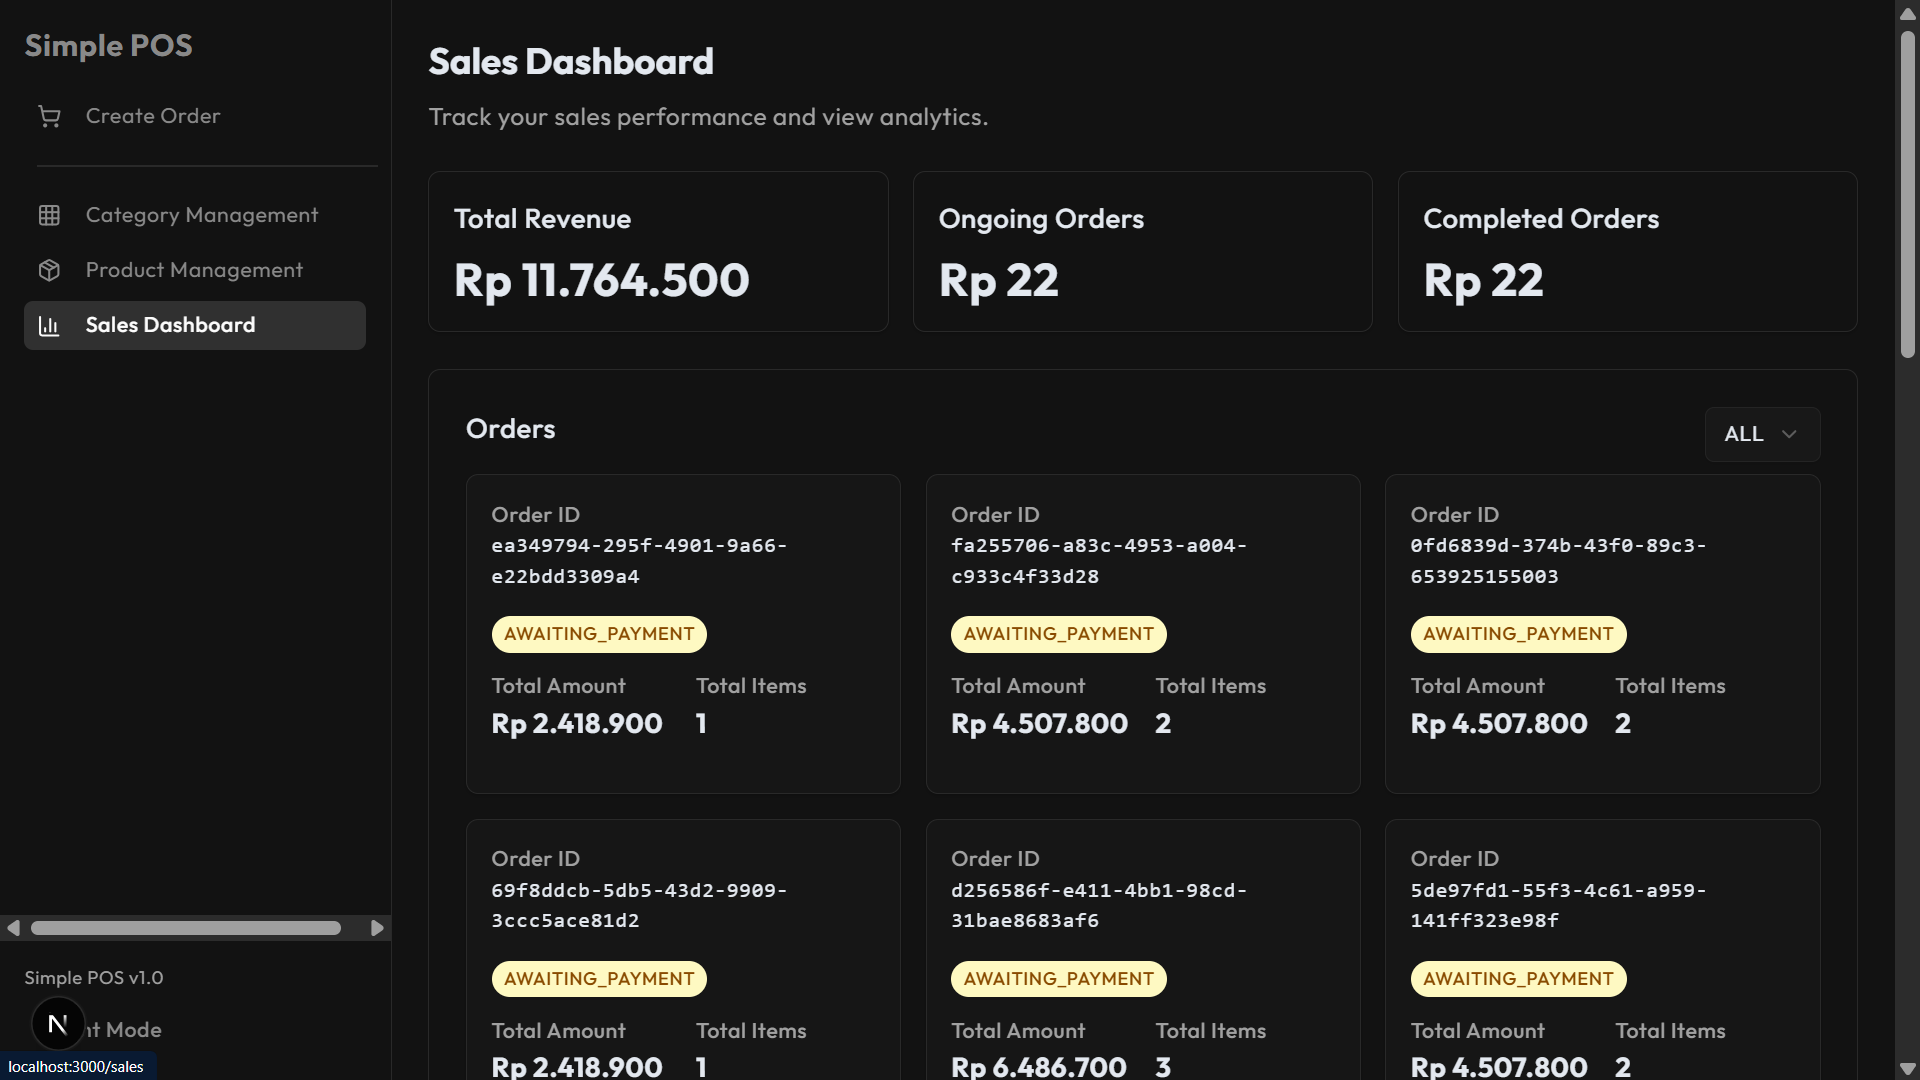 Simple POS
Create Order
Category Management
Product Management
Sales Dashboard
Simple POS v1.0
N
nt Mode
localhost:3000/sales
Sales Dashboard
Track your sales performance and view analytics.
Total Revenue
Rp 11.764.500
Ongoing Orders
Rp 22
Completed Orders
Rp 22
Orders
ALL
Order ID
ea349794-295f-4901-9a66-
e22bdd3309a4
AWAITING_PAYMENT
Total Amount Total Items
Rp 2.418.900 1
Order ID
fa255706-a83c-4953-a004-
c933c4f33d28
AWAITING_PAYMENT
Total Amount Total Items
Rp 4.507.800 2
Order ID
0fd6839d-374b-43f0-89c3-
653925155003
AWAITING_PAYMENT
Total Amount Total Items
Rp 4.507.800 2
Order ID
69f8ddcb-5db5-43d2-9909-
3ccc5ace81d2
AWAITING_PAYMENT
Total Amount Total Items
Rp 2.418.900 1
Order ID
d256586f-e411-4bb1-98cd-
31bae8683af6
AWAITING_PAYMENT
Total Amount Total Items
Rp 6.486.700 3
Order ID
5de97fd1-55f3-4c61-a959-
141ff323e98f
AWAITING_PAYMENT
Total Amount Total Items
Rp 4.507.800 2